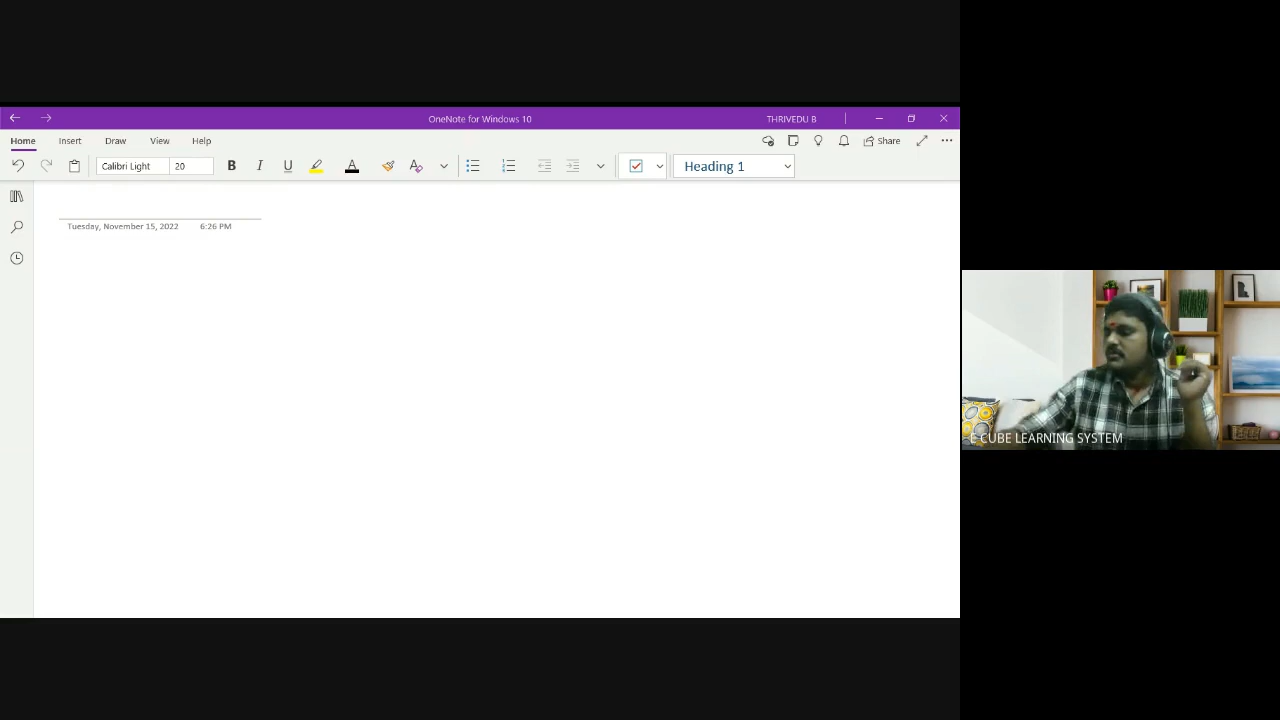 OneNote for Windows 10
THRIVEDU B
Home Insert Draw View Help
Share
Calibri Light 20
B I U A
Heading 1
Tuesday, November 15, 2022 6:26 PM
E CUBE LEARNING SYSTEM